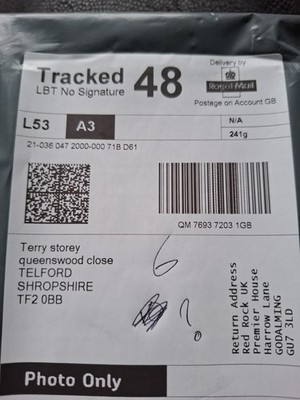 Tracked 48
LBT No Signature
Delivery by
Royal Mail
Postage on Account GB
L53 A3
N/A
241g
21-036 047 2000-000 71B D61
QM 7693 7203 1GB
Terry storey
queenswood close
TELFORD
SHROPSHIRE
TF2 0BB
6
?
Return Address
Red Rock UK
Premier House
Harrow Lane
GODALMING
GU7 3LD
Photo Only